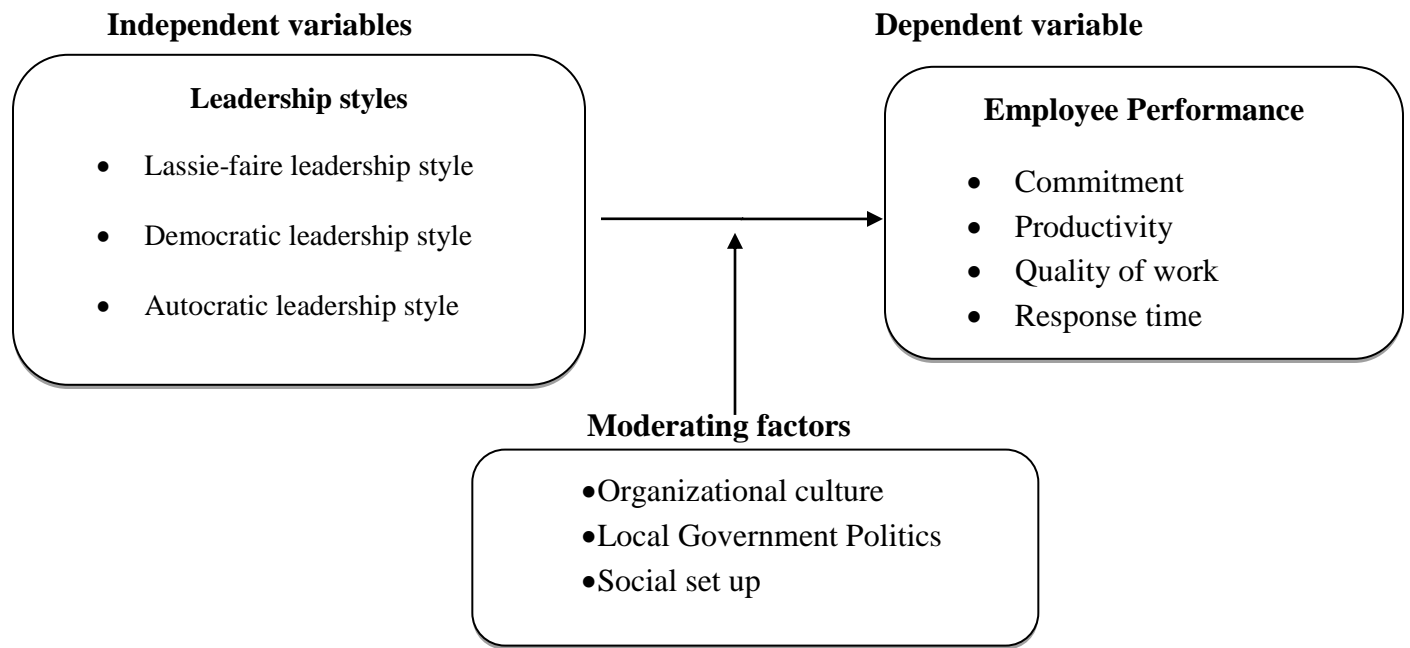 Independent variables
Dependent variable
Leadership styles
• Lassie-faire leadership style
• Democratic leadership style
• Autocratic leadership style
Employee Performance
• Commitment
• Productivity
• Quality of work
• Response time
Moderating factors
•Organizational culture
•Local Government Politics
•Social set up